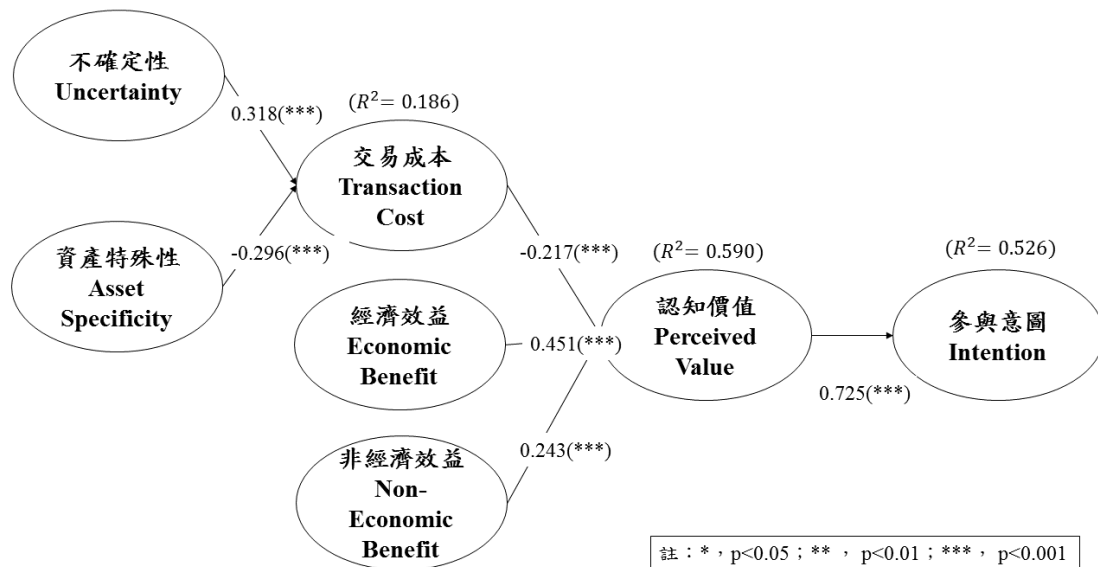 不確定性
Uncertainty
0.318(***)
(R²= 0.186)
交易成本
Transaction
Cost
資產特殊性
Asset
Specificity
-0.296(***)
-0.217(***)
經濟效益
Economic
Benefit
0.451(***)
非經濟效益
Non-
Economic
Benefit
0.243(***)
(R²= 0.590)
認知價值
Perceived
Value
0.725(***)
(R²= 0.526)
參與意圖
Intention
註：*，p<0.05；**，p<0.01；***，p<0.001